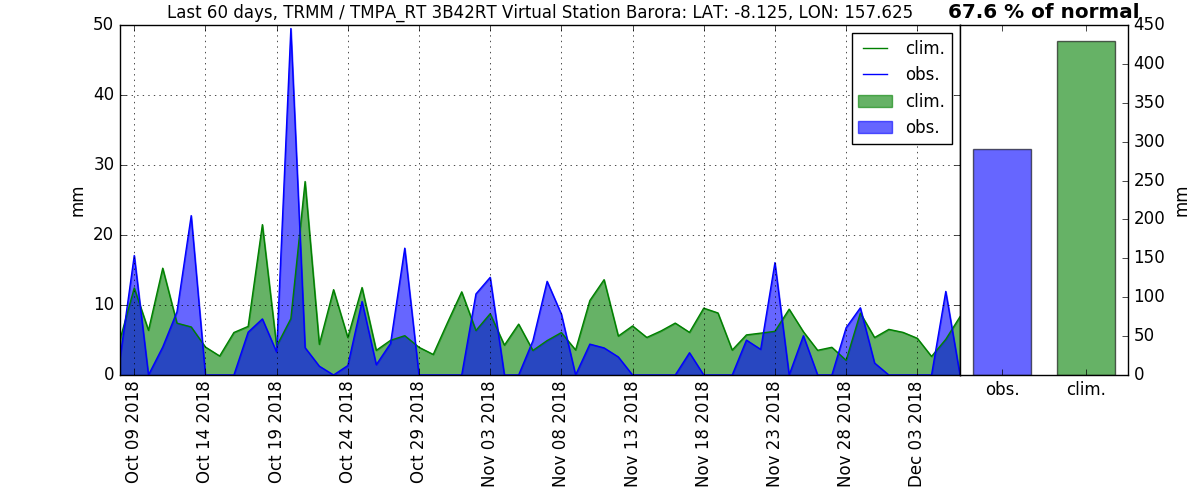 Last 60 days, TRMM / TMPA_RT 3B42RT Virtual Station Barora: LAT: -8.125, LON: 157.625
67.6 % of normal
50
40
30
20
10
0
mm
clim.
obs.
clim.
obs.
450
400
350
300
250
200
150
100
50
0
mm
obs.
clim.
Oct 09 2018
Oct 14 2018
Oct 19 2018
Oct 24 2018
Oct 29 2018
Nov 03 2018
Nov 08 2018
Nov 13 2018
Nov 18 2018
Nov 23 2018
Nov 28 2018
Dec 03 2018